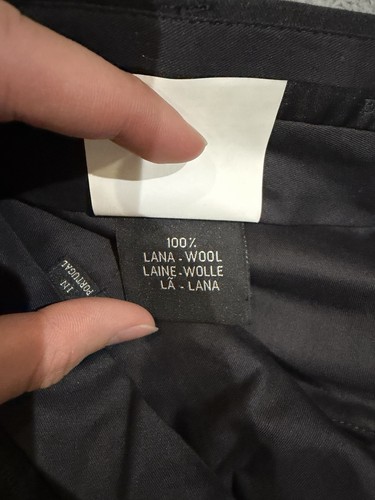 100%
LANA - WOOL
LAINE - WOLLE
LÃ - LANA
IN
PORTUGAL